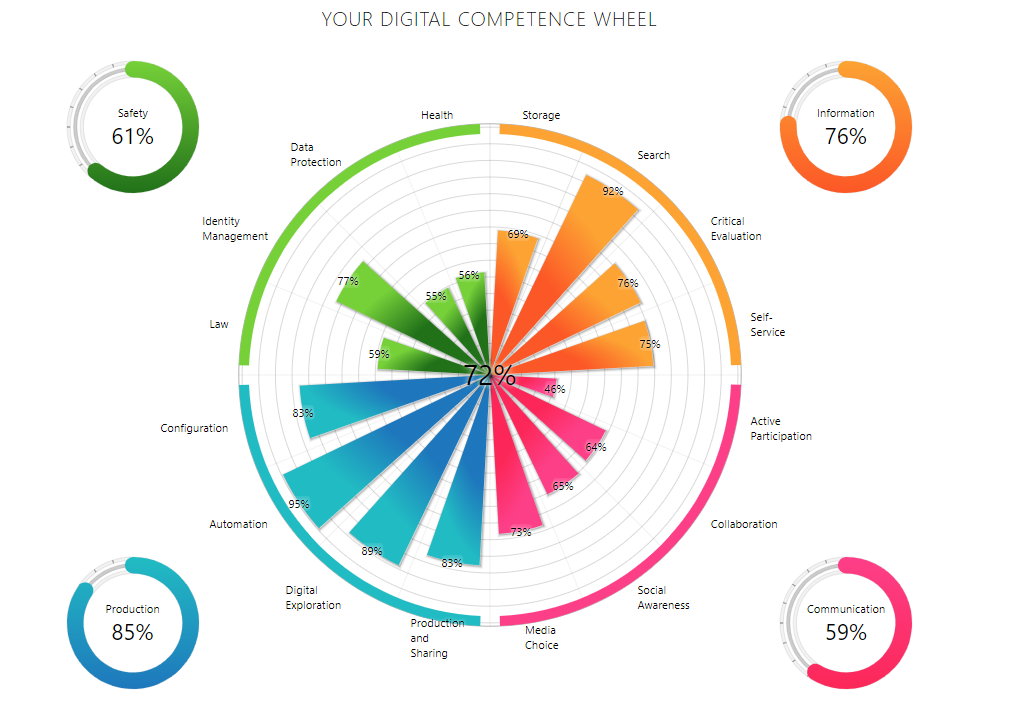 YOUR DIGITAL COMPETENCE WHEEL
Safety
61%
Information
76%
Health
Storage
Data
Protection
Search
Identity
Management
Critical
Evaluation
Law
Self-
Service
92%
69%
77%
76%
55%
56%
59%
75%
72%
46%
83%
64%
65%
95%
73%
89%
83%
Configuration
Active
Participation
Automation
Collaboration
Digital
Exploration
Social
Awareness
Production
and
Sharing
Media
Choice
Production
85%
Communication
59%